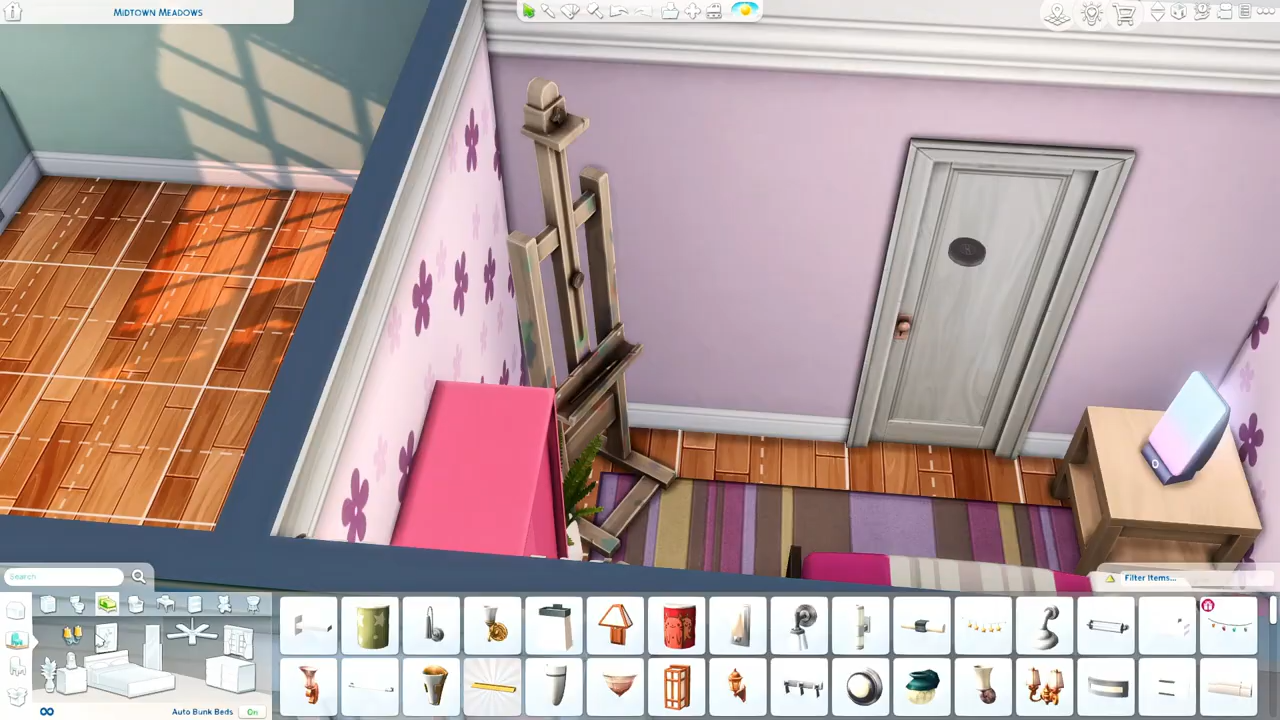 MIDTOWN MEADOWS
Search
Filter Items...
Auto Bunk Beds
On